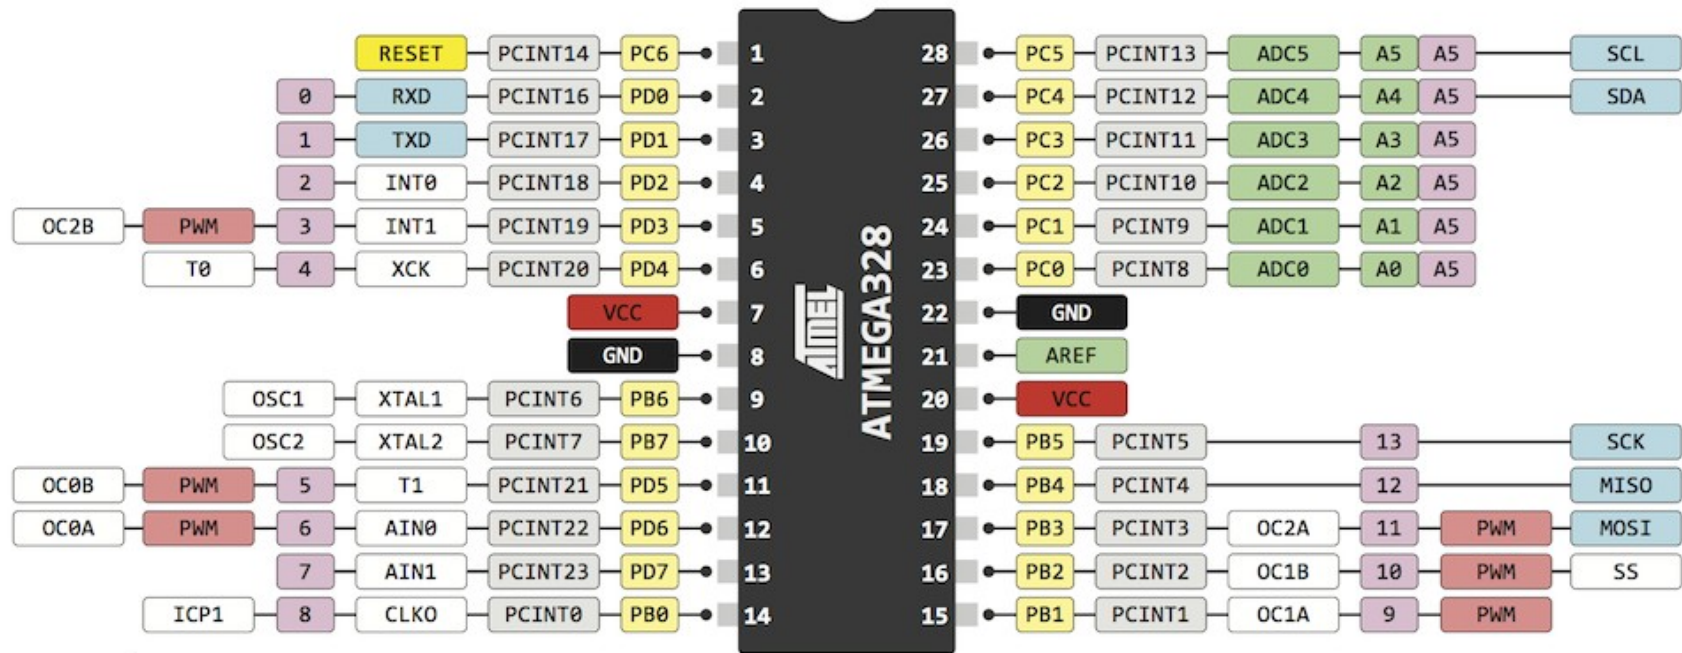 RESET PCINT14 PC6 1 28 PC5 PCINT13 ADC5 A5 A5 SCL
0 RXD PCINT16 PD0 2 27 PC4 PCINT12 ADC4 A4 A5 SDA
1 TXD PCINT17 PD1 3 26 PC3 PCINT11 ADC3 A3 A5
2 INT0 PCINT18 PD2 4 25 PC2 PCINT10 ADC2 A2 A5
OC2B PWM 3 INT1 PCINT19 PD3 5 24 PC1 PCINT9 ADC1 A1 A5
T0 4 XCK PCINT20 PD4 6 23 PC0 PCINT8 ADC0 A0 A5
VCC 7 22 GND
GND 8 21 AREF
OSC1 XTAL1 PCINT6 PB6 9 20 VCC
OSC2 XTAL2 PCINT7 PB7 10 19 PB5 PCINT5 13 SCK
OC0B PWM 5 T1 PCINT21 PD5 11 18 PB4 PCINT4 12 MISO
OC0A PWM 6 AIN0 PCINT22 PD6 12 17 PB3 PCINT3 OC2A 11 PWM MOSI
7 AIN1 PCINT23 PD7 13 16 PB2 PCINT2 OC1B 10 PWM SS
ICP1 8 CLKO PCINT0 PB0 14 15 PB1 PCINT1 OC1A 9 PWM
ATMEL
ATMEGA328